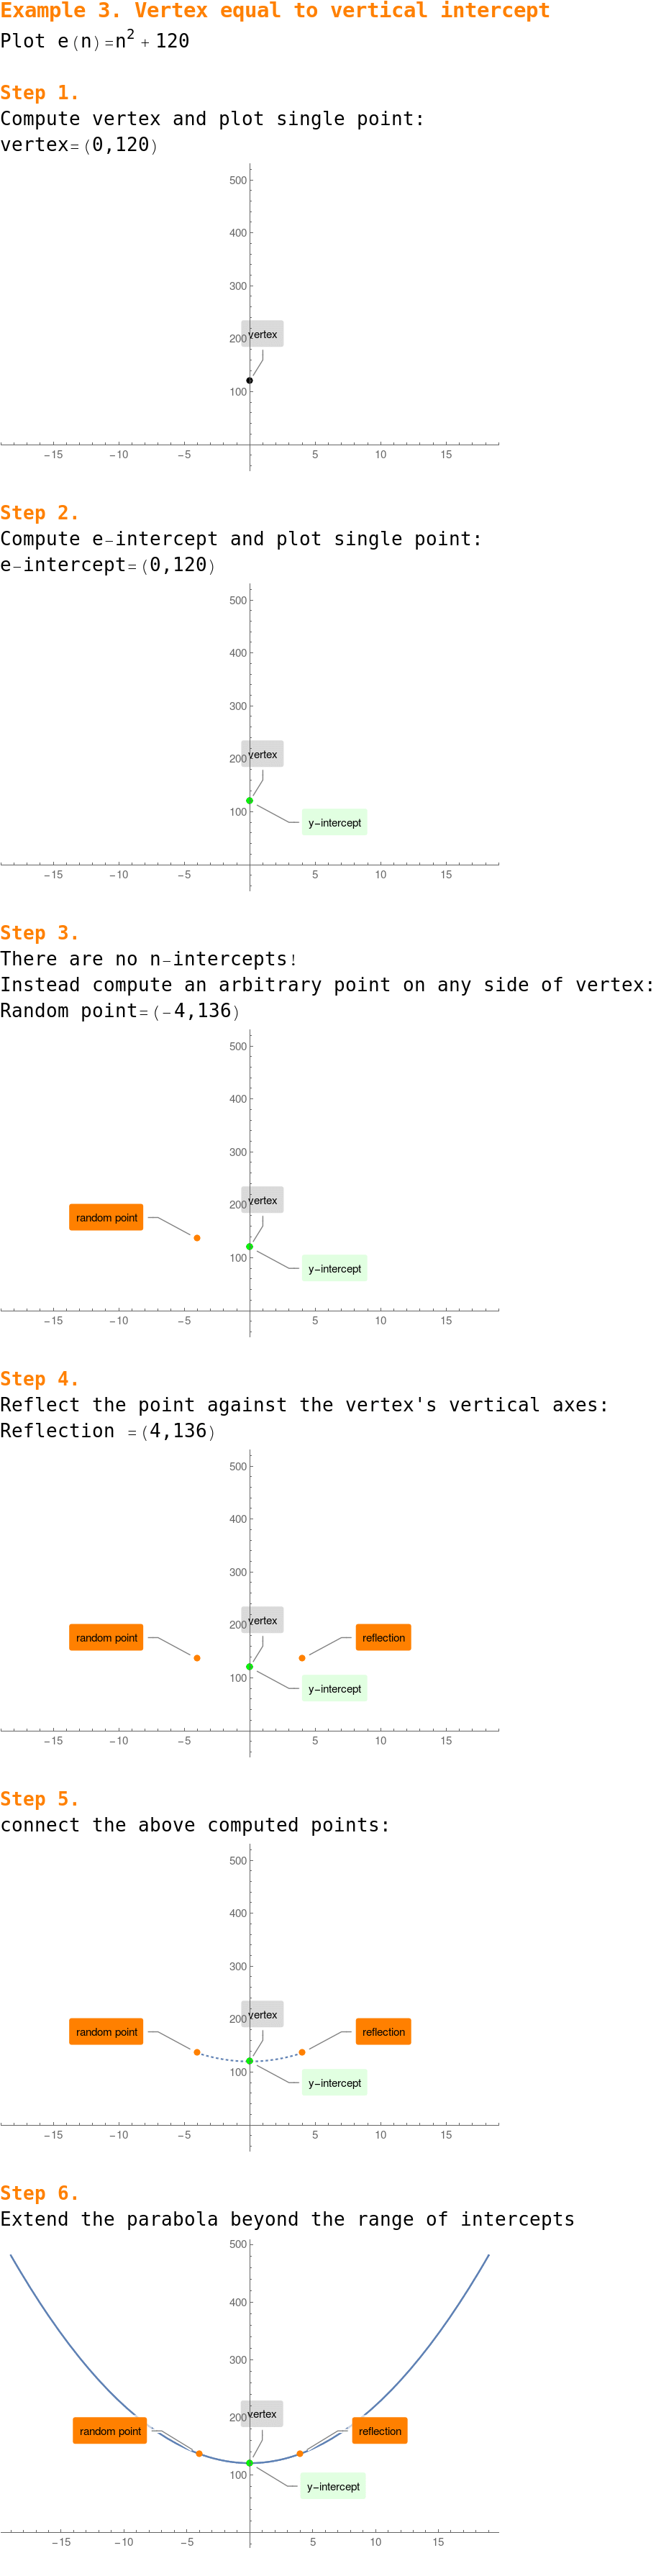 Example 3. Vertex equal to vertical intercept
Plot e(n)=n² + 120
Step 1.
Compute vertex and plot single point:
vertex=(0,120)
500
400
300
200
vertex
100
-15 -10 -5 5 10 15
Step 2.
Compute e-intercept and plot single point:
e-intercept=(0,120)
500
400
300
200
vertex
100
y-intercept
-15 -10 -5 5 10 15
Step 3.
There are no n-intercepts!
Instead compute an arbitrary point on any side of vertex:
Random point=(-4,136)
500
400
300
200
vertex
random point
100
y-intercept
-15 -10 -5 5 10 15
Step 4.
Reflect the point against the vertex's vertical axes:
Reflection =(4,136)
500
400
300
200
vertex
random point
reflection
100
y-intercept
-15 -10 -5 5 10 15
Step 5.
connect the above computed points:
500
400
300
200
vertex
random point
reflection
100
y-intercept
-15 -10 -5 5 10 15
Step 6.
Extend the parabola beyond the range of intercepts
500
400
300
200
vertex
random point
reflection
100
y-intercept
-15 -10 -5 5 10 15